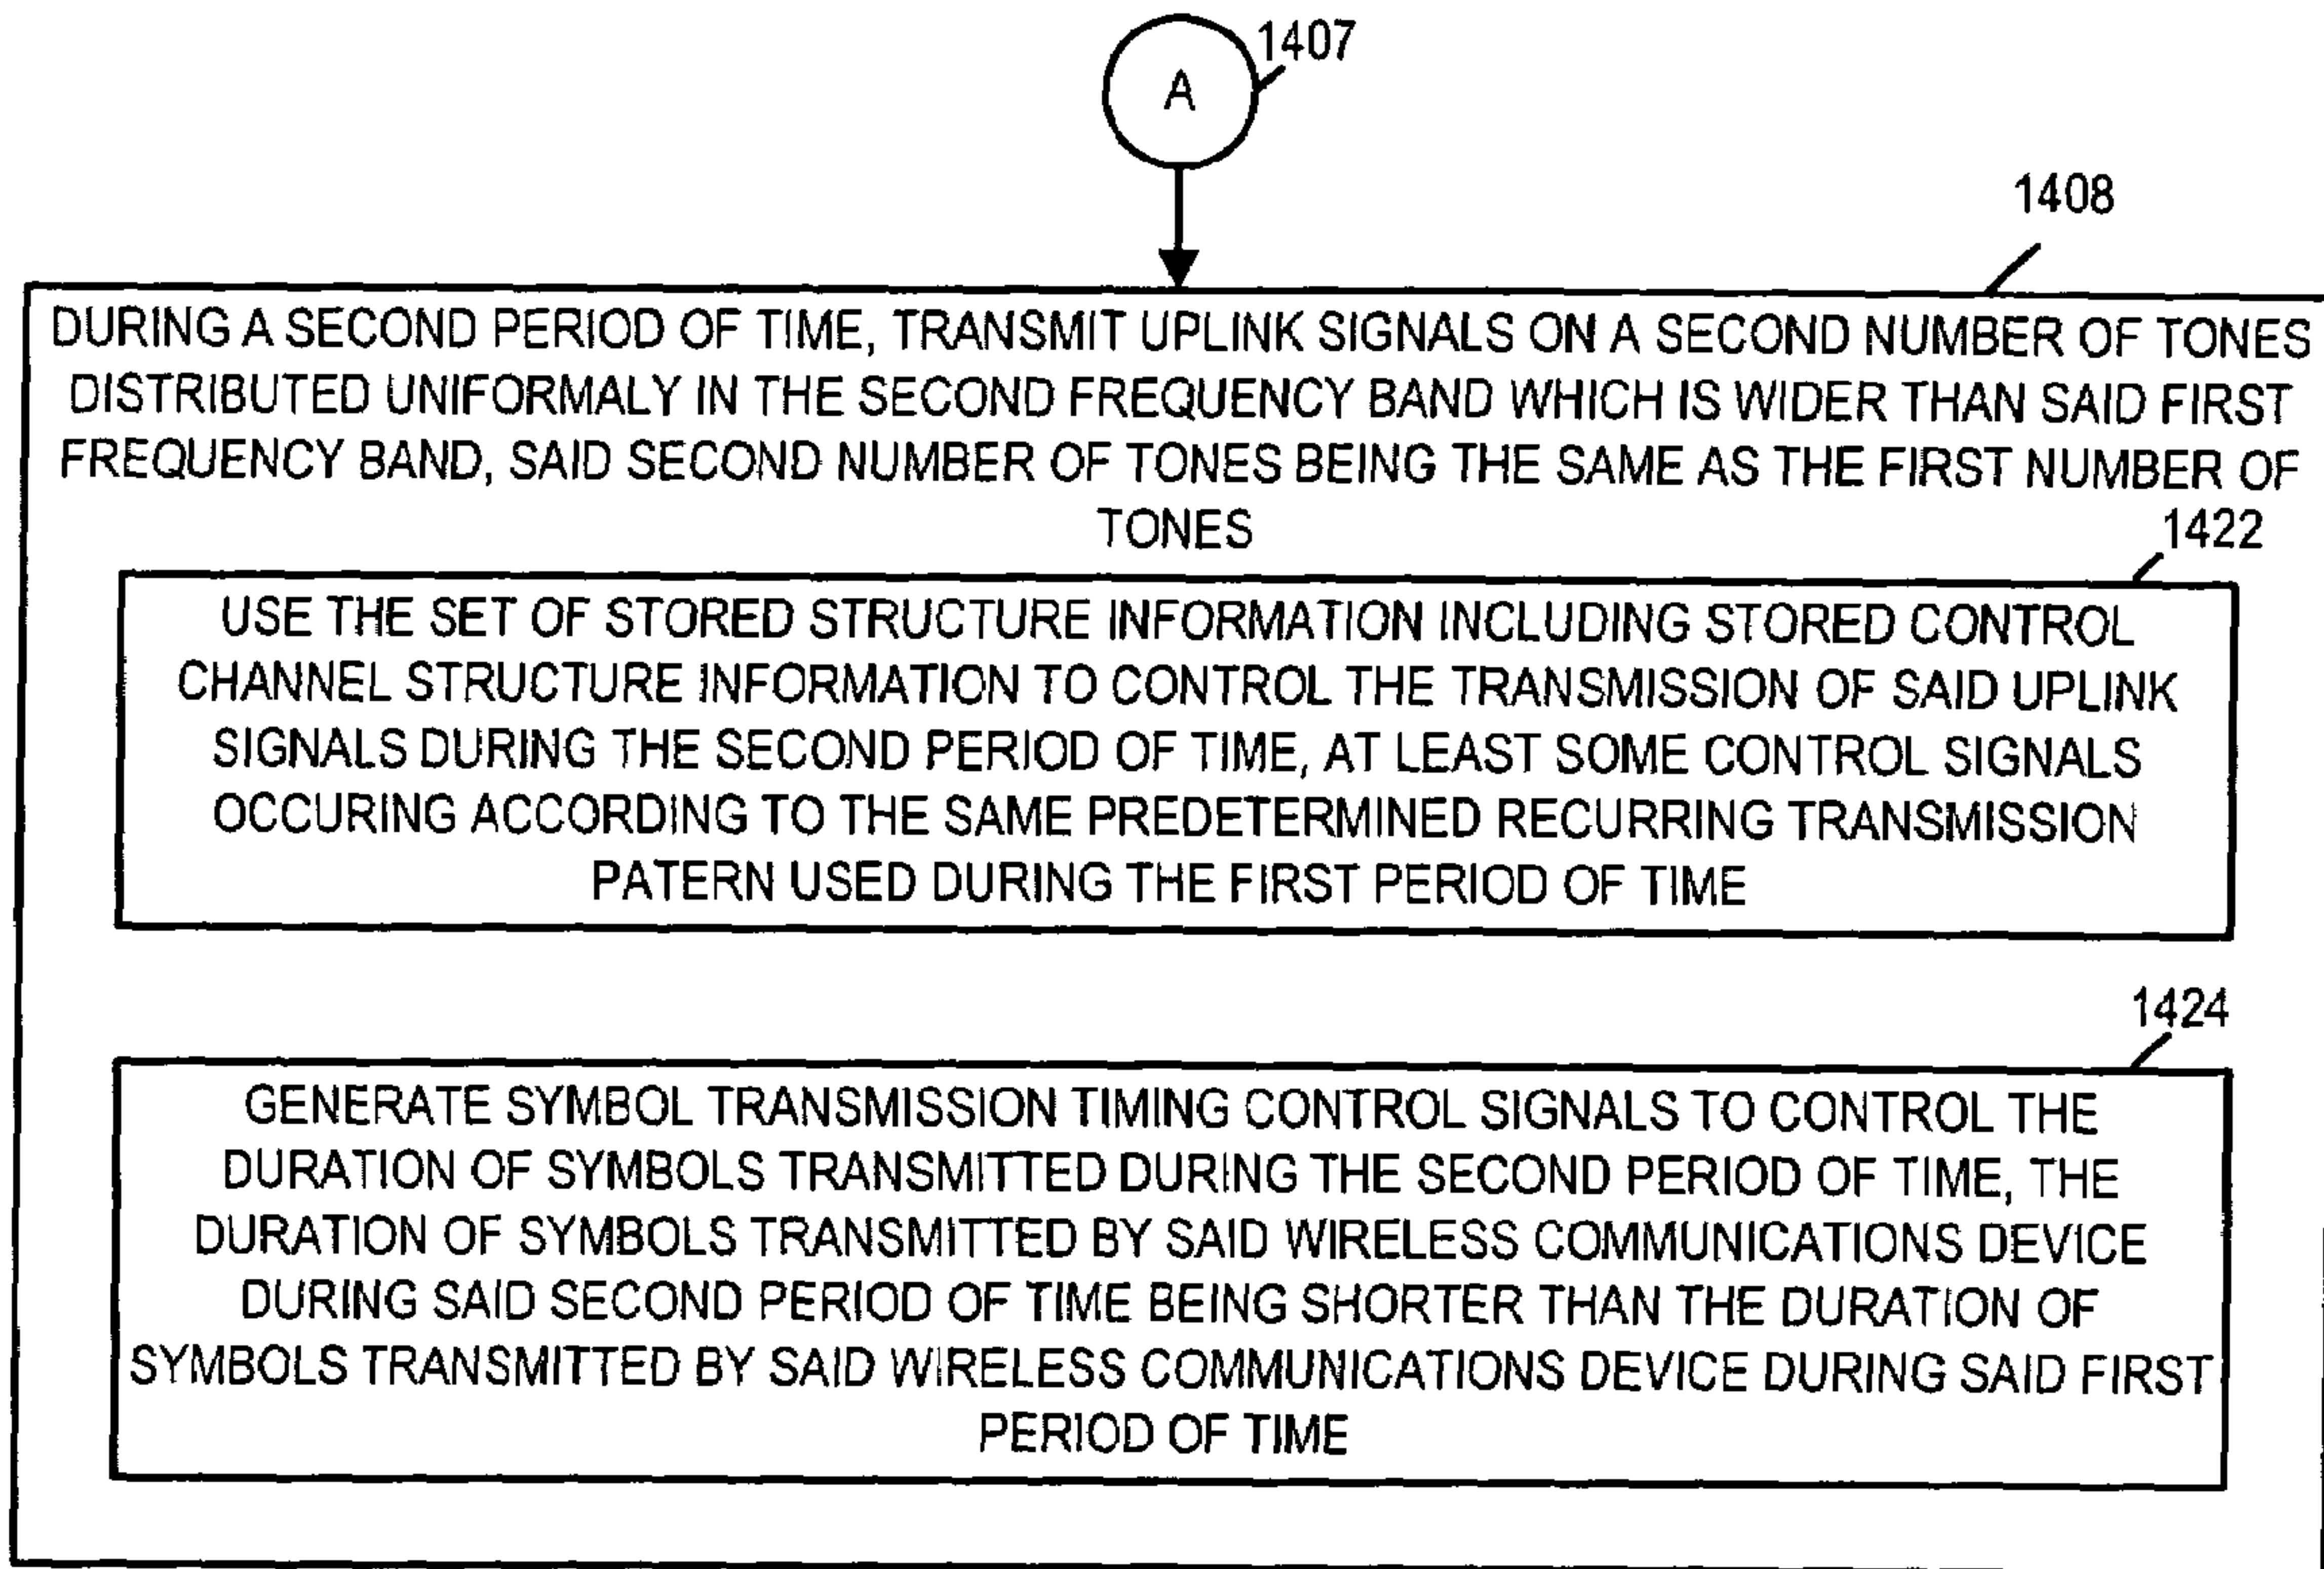 1407
A
1408
DURING A SECOND PERIOD OF TIME, TRANSMIT UPLINK SIGNALS ON A SECOND NUMBER OF TONES
DISTRIBUTED UNIFORMALY IN THE SECOND FREQUENCY BAND WHICH IS WIDER THAN SAID FIRST
FREQUENCY BAND, SAID SECOND NUMBER OF TONES BEING THE SAME AS THE FIRST NUMBER OF
TONES
1422
USE THE SET OF STORED STRUCTURE INFORMATION INCLUDING STORED CONTROL
CHANNEL STRUCTURE INFORMATION TO CONTROL THE TRANSMISSION OF SAID UPLINK
SIGNALS DURING THE SECOND PERIOD OF TIME, AT LEAST SOME CONTROL SIGNALS
OCCURING ACCORDING TO THE SAME PREDETERMINED RECURRING TRANSMISSION
PATERN USED DURING THE FIRST PERIOD OF TIME
1424
GENERATE SYMBOL TRANSMISSION TIMING CONTROL SIGNALS TO CONTROL THE
DURATION OF SYMBOLS TRANSMITTED DURING THE SECOND PERIOD OF TIME, THE
DURATION OF SYMBOLS TRANSMITTED BY SAID WIRELESS COMMUNICATIONS DEVICE
DURING SAID SECOND PERIOD OF TIME BEING SHORTER THAN THE DURATION OF
SYMBOLS TRANSMITTED BY SAID WIRELESS COMMUNICATIONS DEVICE DURING SAID FIRST
PERIOD OF TIME